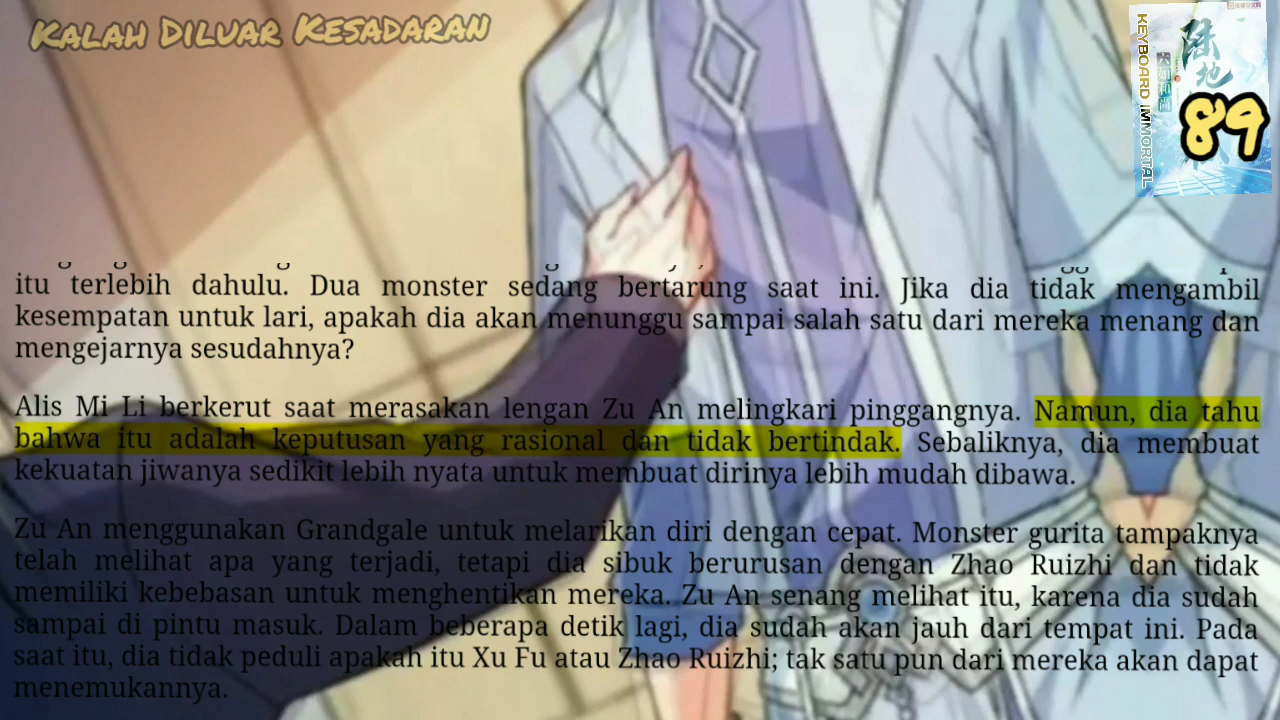 Kalah Diluar Kesadaran
KEYBOARD IMMORTAL
陆地
89
itu terlebih dahulu. Dua monster sedang bertarung saat ini. Jika dia tidak mengambil
kesempatan untuk lari, apakah dia akan menunggu sampai salah satu dari mereka menang dan
mengejarnya sesudahnya?
Alis Mi Li berkerut saat merasakan lengan Zu An melingkari pinggangnya. Namun, dia tahu
bahwa itu adalah keputusan yang rasional dan tidak bertindak. Sebaliknya, dia membuat
kekuatan jiwanya sedikit lebih nyata untuk membuat dirinya lebih mudah dibawa.
Zu An menggunakan Grandgale untuk melarikan diri dengan cepat. Monster gurita tampaknya
telah melihat apa yang terjadi, tetapi dia sibuk berurusan dengan Zhao Ruizhi dan tidak
memiliki kebebasan untuk menghentikan mereka. Zu An senang melihat itu, karena dia sudah
sampai di pintu masuk. Dalam beberapa detik lagi, dia sudah akan jauh dari tempat ini. Pada
saat itu, dia tidak peduli apakah itu Xu Fu atau Zhao Ruizhi; tak satu pun dari mereka akan dapat
menemukannya.